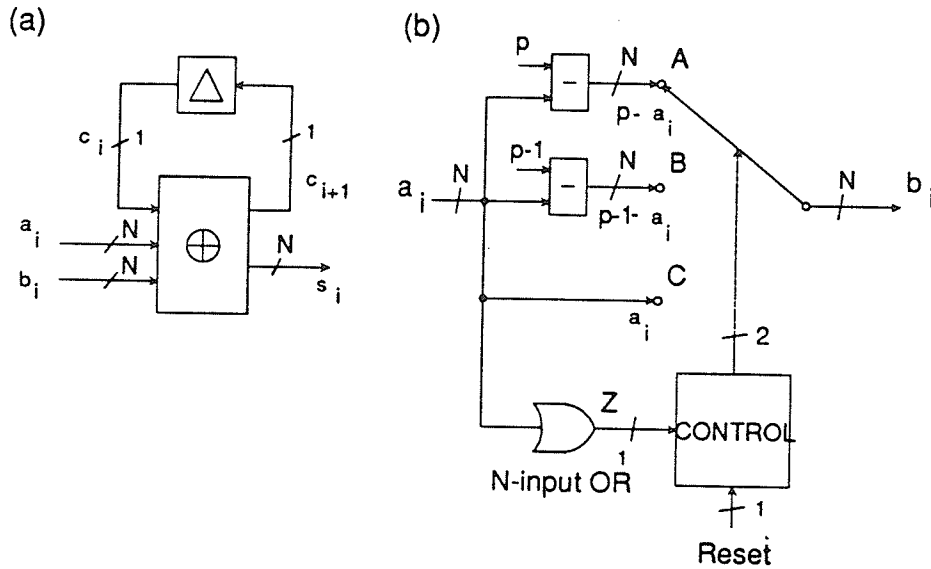 (a)
△
c_i 1
1
c_{i+1}
a_i N
b_i N
⊕
N
s_i
(b)
p
−
N
A
p- a_i
p-1
−
N
B
p-1- a_i
a_i N
N
b_i
C
a_i
2
Z
1
CONTROL
N-input OR
1
Reset